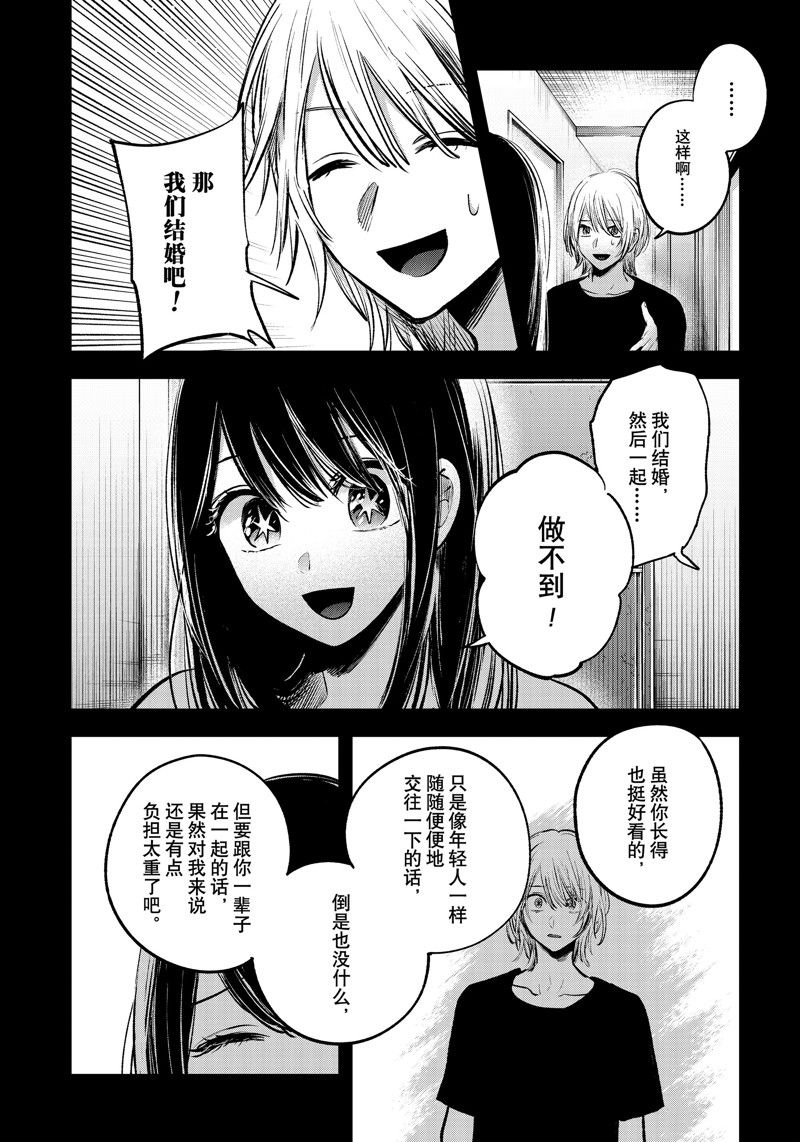 ……
这样啊……
那
我们结婚吧！
我们结婚，
然后一起……
做不到！
虽然你长得
也挺好看的，
只是像年轻人一样
随随便便地
交往一下的话，
倒是也没什么，
但要跟你一辈子
在一起的话，
果然对我来说
还是有点
负担太重了吧。